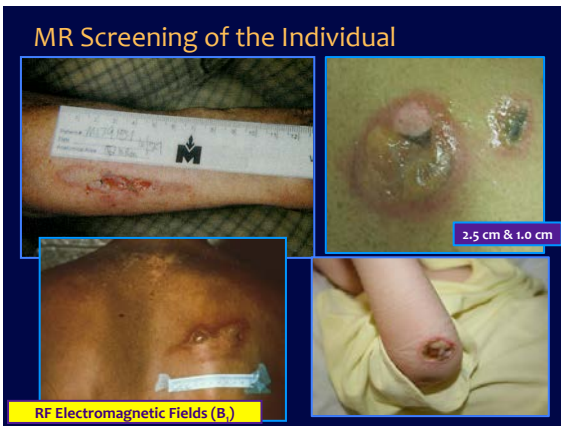 MR Screening of the Individual
M
2.5 cm & 1.0 cm
RF Electromagnetic Fields (B₁)